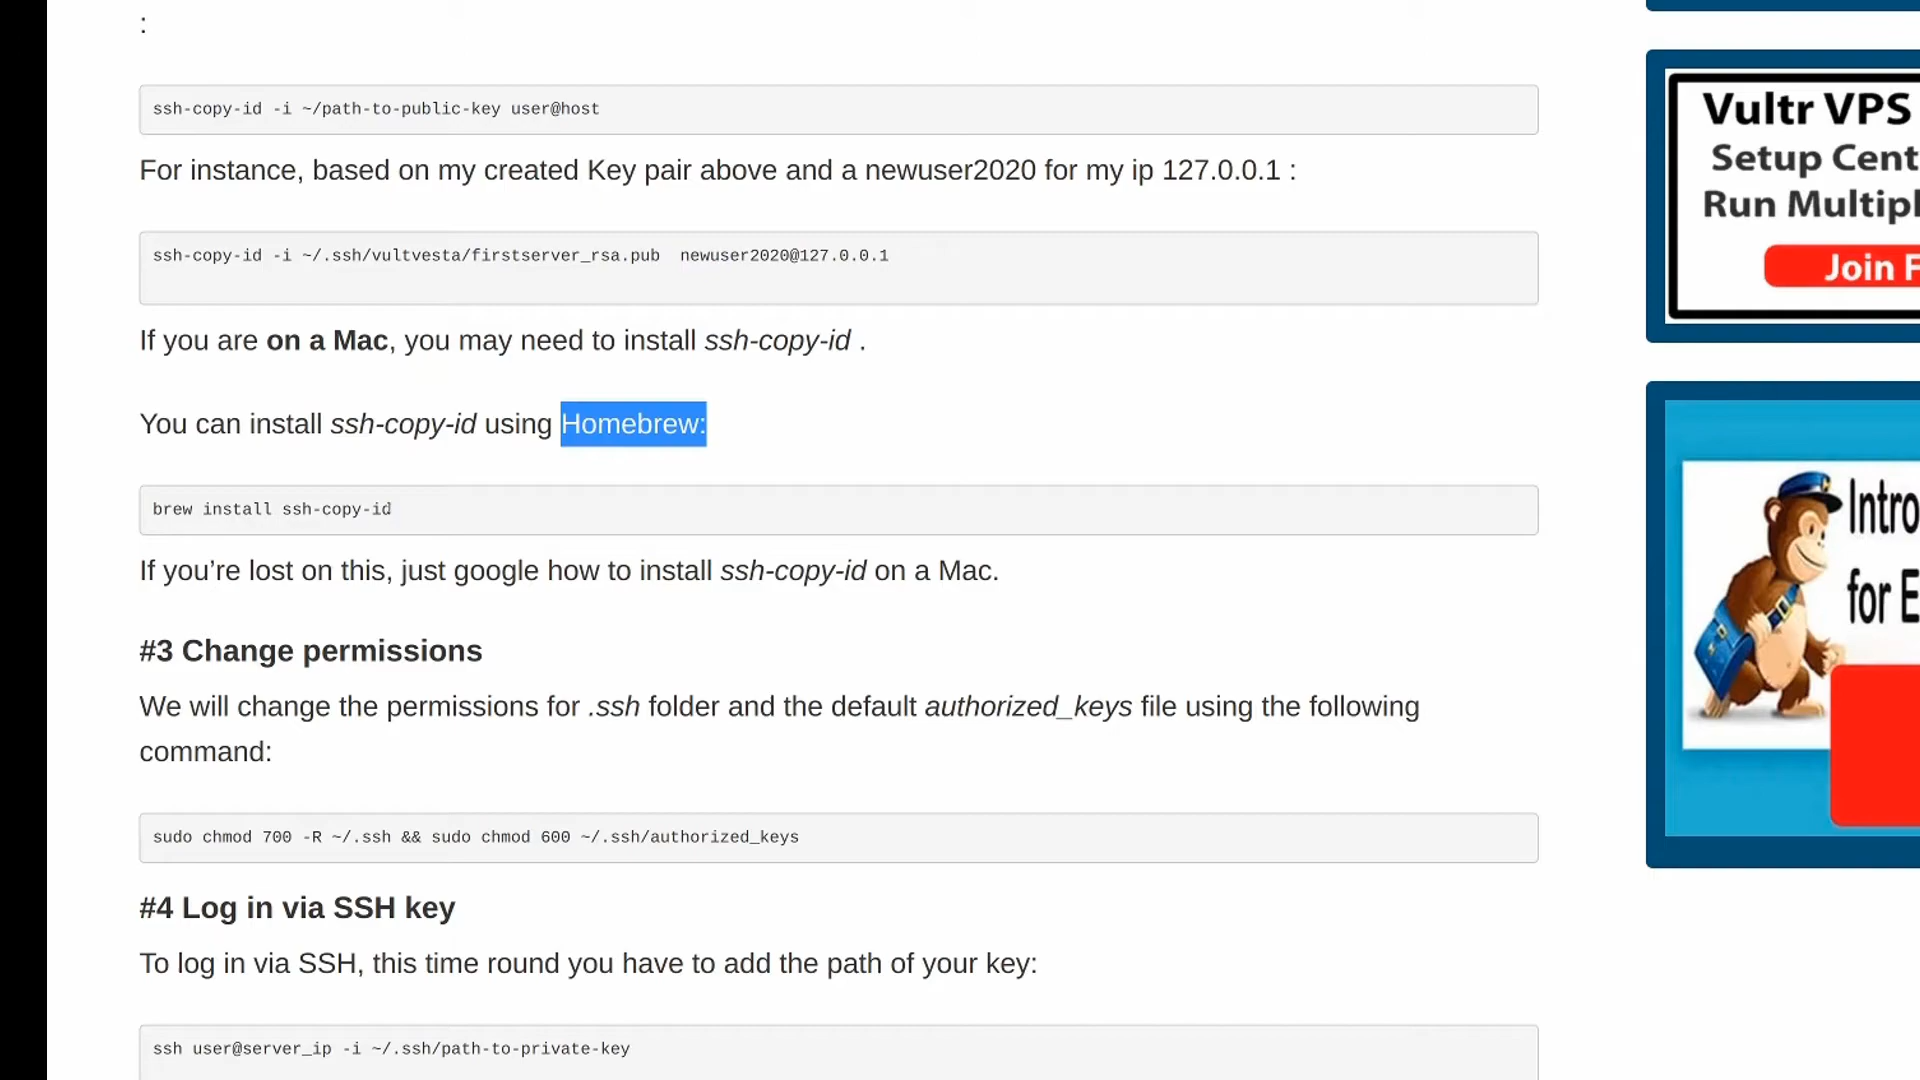 :
ssh-copy-id -i ~/path-to-public-key user@host
For instance, based on my created Key pair above and a newuser2020 for my ip 127.0.0.1 :
ssh-copy-id -i ~/.ssh/vultvesta/firstserver_rsa.pub  newuser2020@127.0.0.1
If you are on a Mac, you may need to install ssh-copy-id .
You can install ssh-copy-id using Homebrew:
brew install ssh-copy-id
If you’re lost on this, just google how to install ssh-copy-id on a Mac.
#3 Change permissions
We will change the permissions for .ssh folder and the default authorized_keys file using the following
command:
sudo chmod 700 -R ~/.ssh && sudo chmod 600 ~/.ssh/authorized_keys
#4 Log in via SSH key
To log in via SSH, this time round you have to add the path of your key:
ssh user@server_ip -i ~/.ssh/path-to-private-key
Vultr VPS
Setup Cent
Run Multipl
Join F
Intro
for E